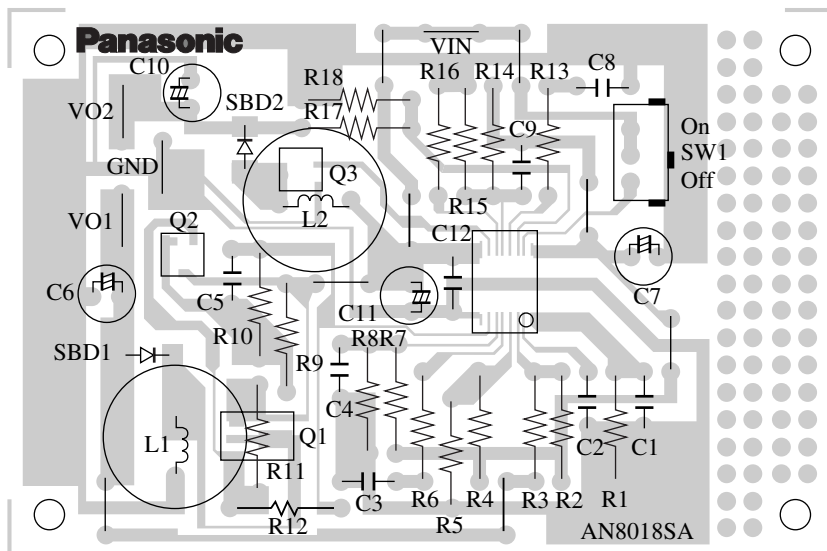 Panasonic
VIN
C10
R18
R16 R14 R13
C8
VO2
SBD2
R17
C9
On
SW1
Off
GND
Q3
VO1
Q2
L2
R15
C12
C6
C5
C11
C7
R10
R8R7
SBD1
R9
C4
L1
Q1
C2
C1
R11
C3
R6
R4
R3
R2
R1
R12
R5
AN8018SA